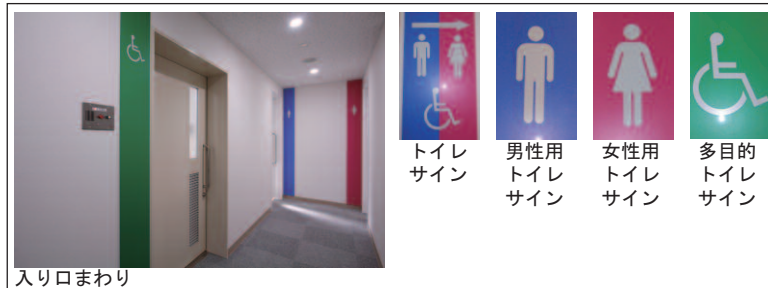 トイレ
サイン
男性用
トイレ
サイン
女性用
トイレ
サイン
多目的
トイレ
サイン
入り口まわり